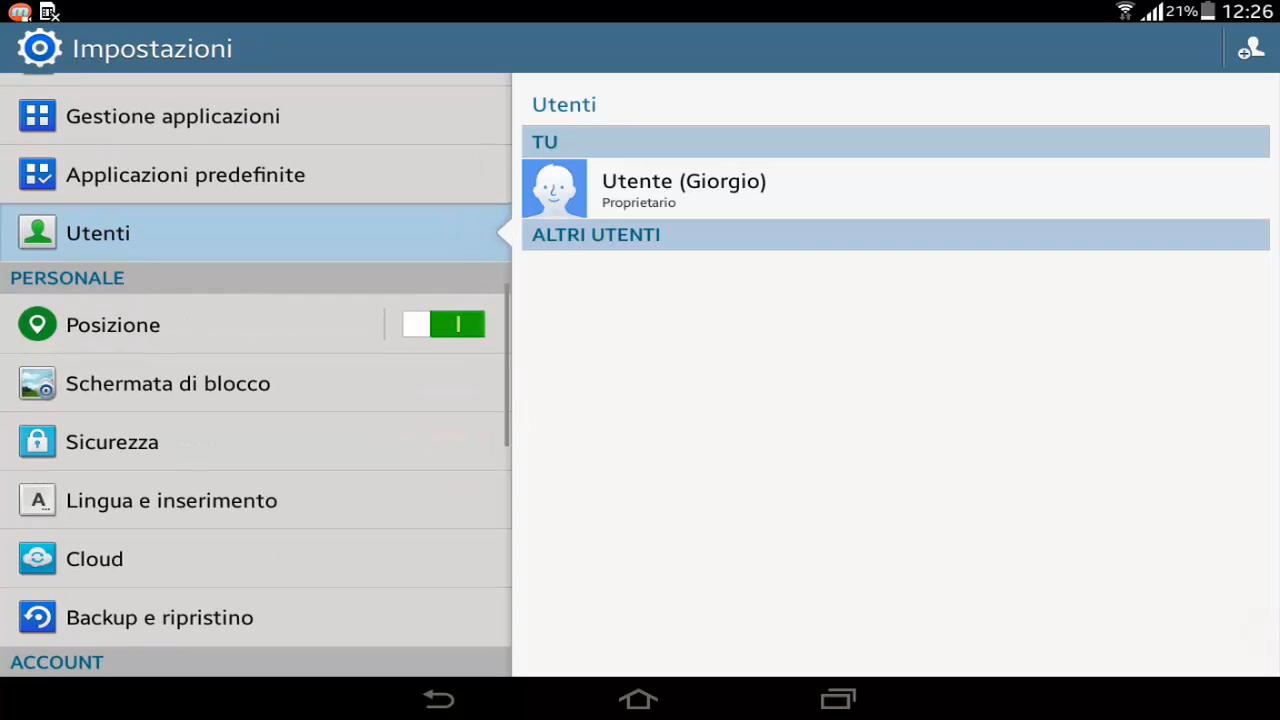 21% 12:26
Impostazioni
Gestione applicazioni
Applicazioni predefinite
Utenti
PERSONALE
Posizione
Schermata di blocco
Sicurezza
A
Lingua e inserimento
Cloud
Backup e ripristino
ACCOUNT
Utenti
TU
Utente (Giorgio)
Proprietario
ALTRI UTENTI